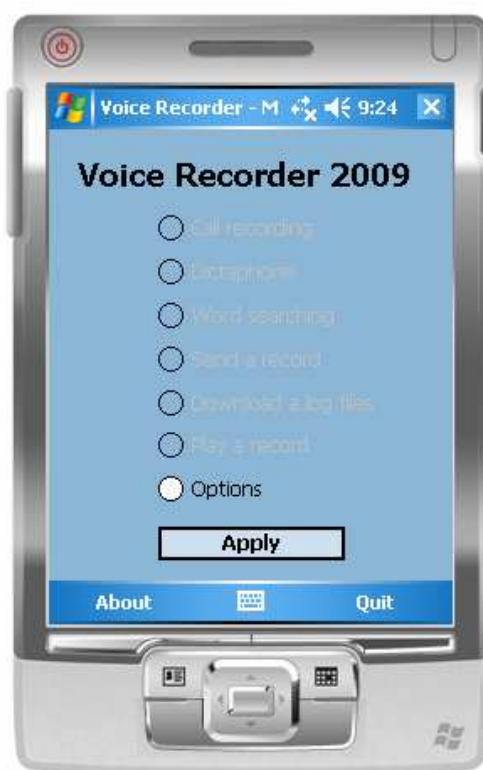 Voice Recorder - M 9:24
Voice Recorder 2009
Call recording
Dictaphone
Word searching
Send a record
Download a log files
Play a record
Options
Apply
About Quit